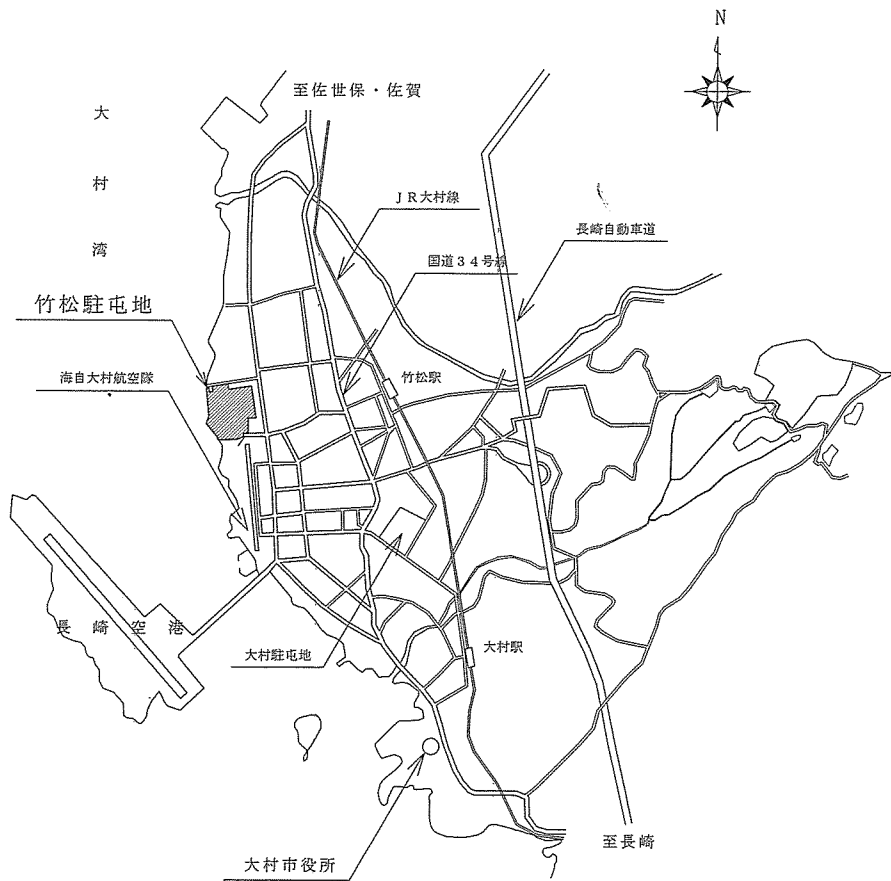 N
至佐世保・佐賀
大村湾
JR大村線
長崎自動車道
国道34号線
竹松駐屯地
海自大村航空隊
竹松駅
長崎空港
大村駐屯地
大村駅
至長崎
大村市役所